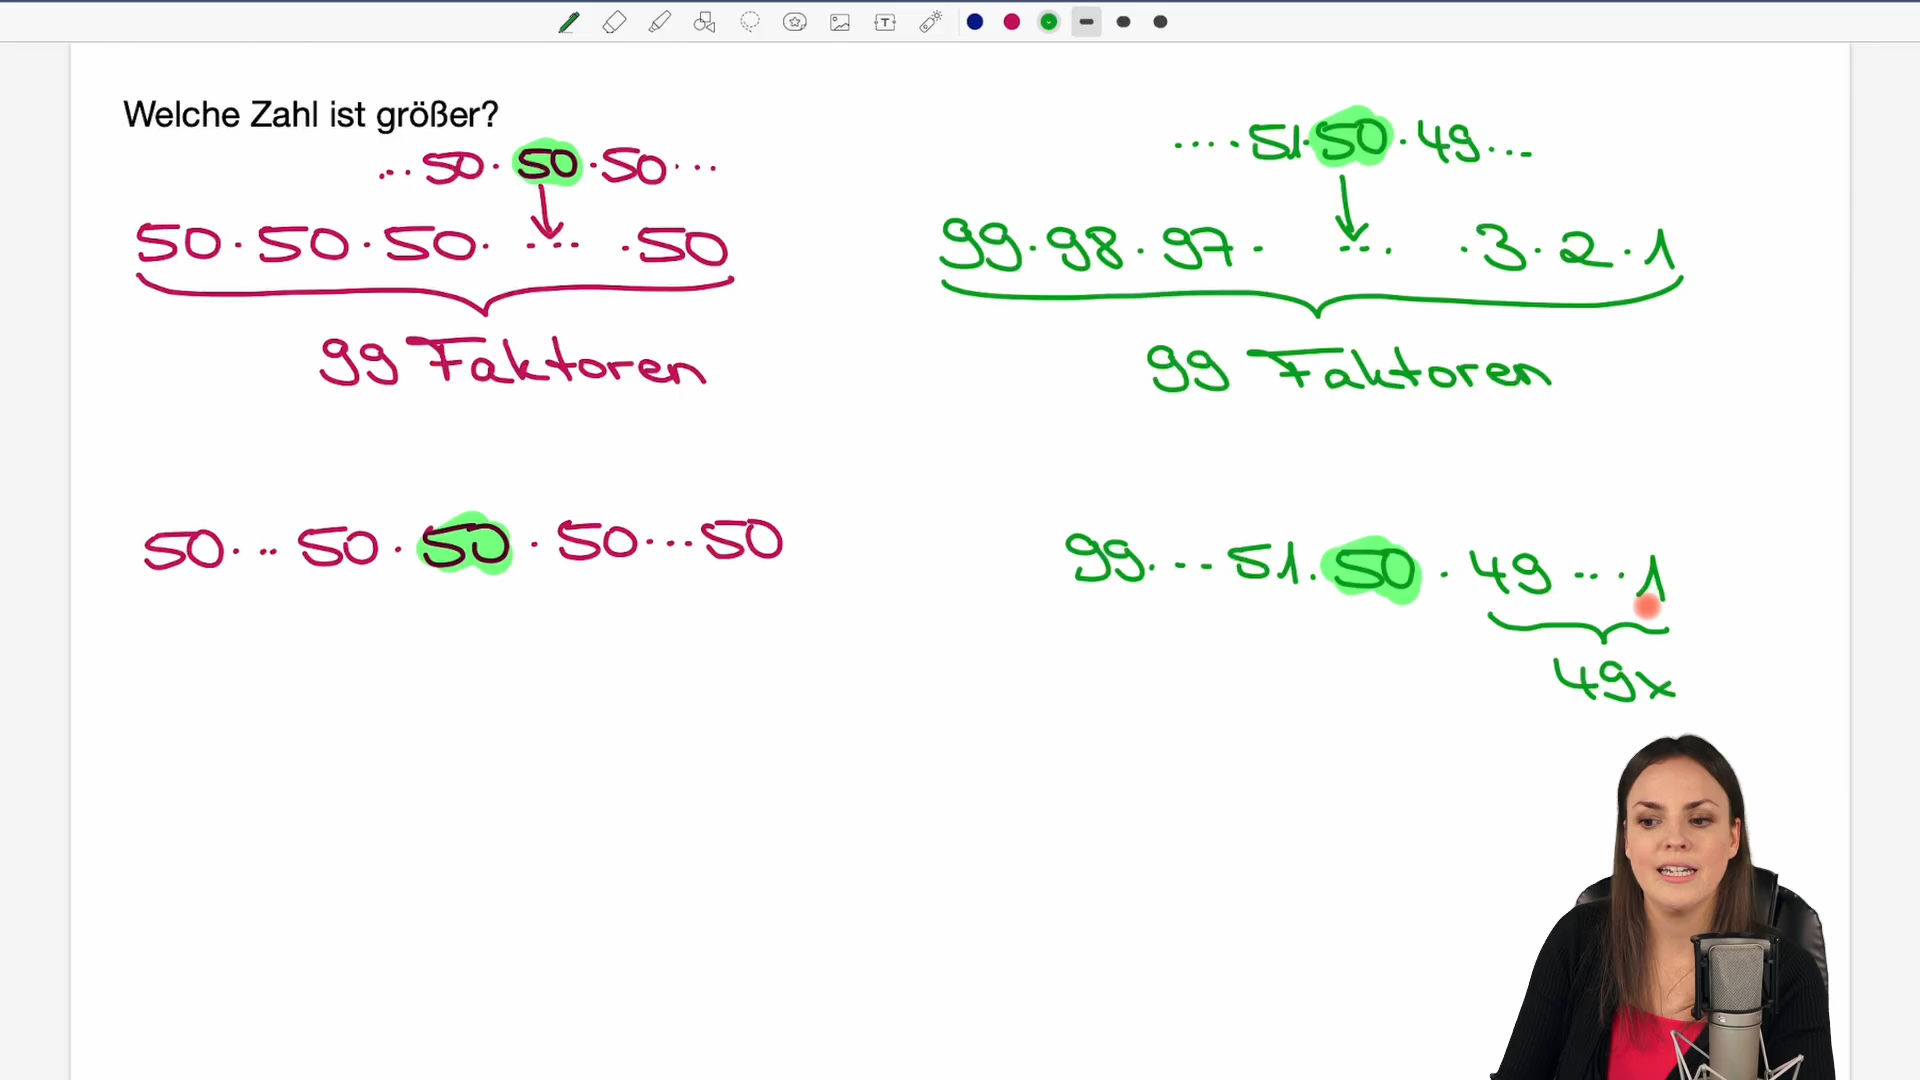 Welche Zahl ist größer?
... 50 · 50 · 50 ...
50 · 50 · 50 · ... · 50
99 Faktoren
.... 51 · 50 · 49 ...
99 · 98 · 97 · ... · 3 · 2 · 1
99 Faktoren
50 · ... 50 · 50 · 50 ... 50
99 ... 51 · 50 · 49 ... 1
49x